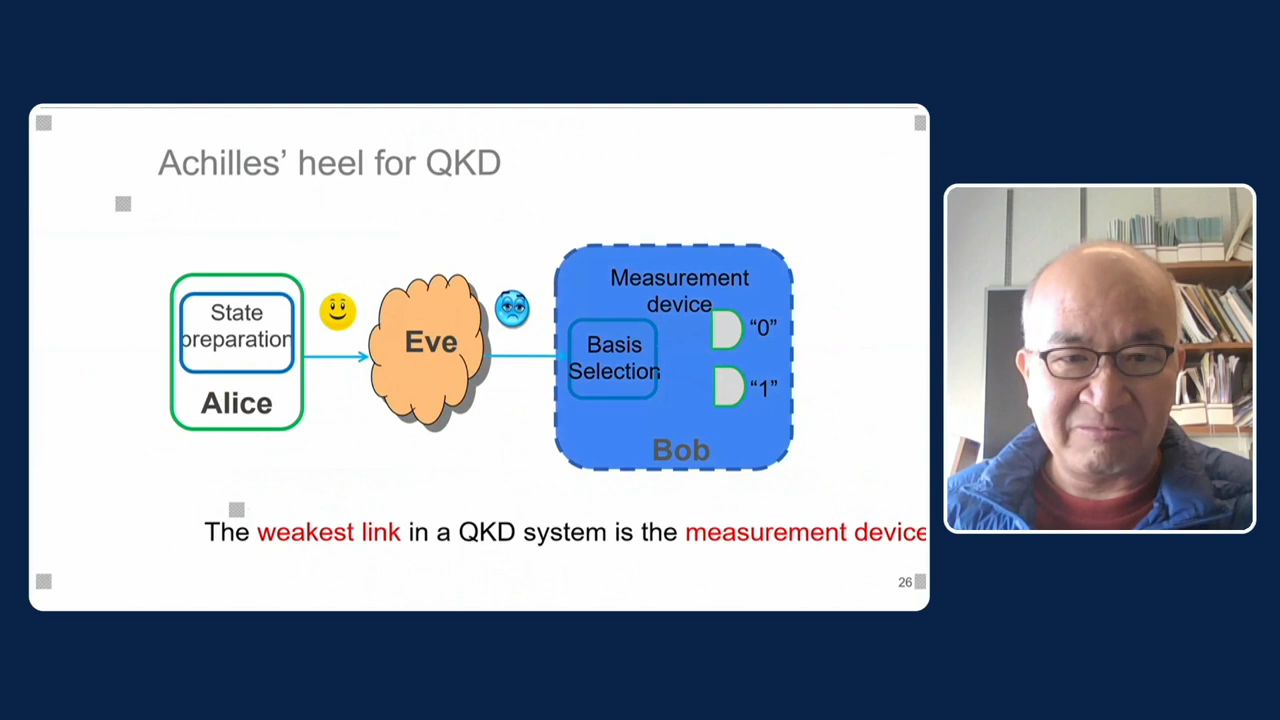 Achilles’ heel for QKD
State
preparation
Alice
Eve
Measurement
device
Basis
Selection
“0”
“1”
Bob
The weakest link in a QKD system is the measurement device
26